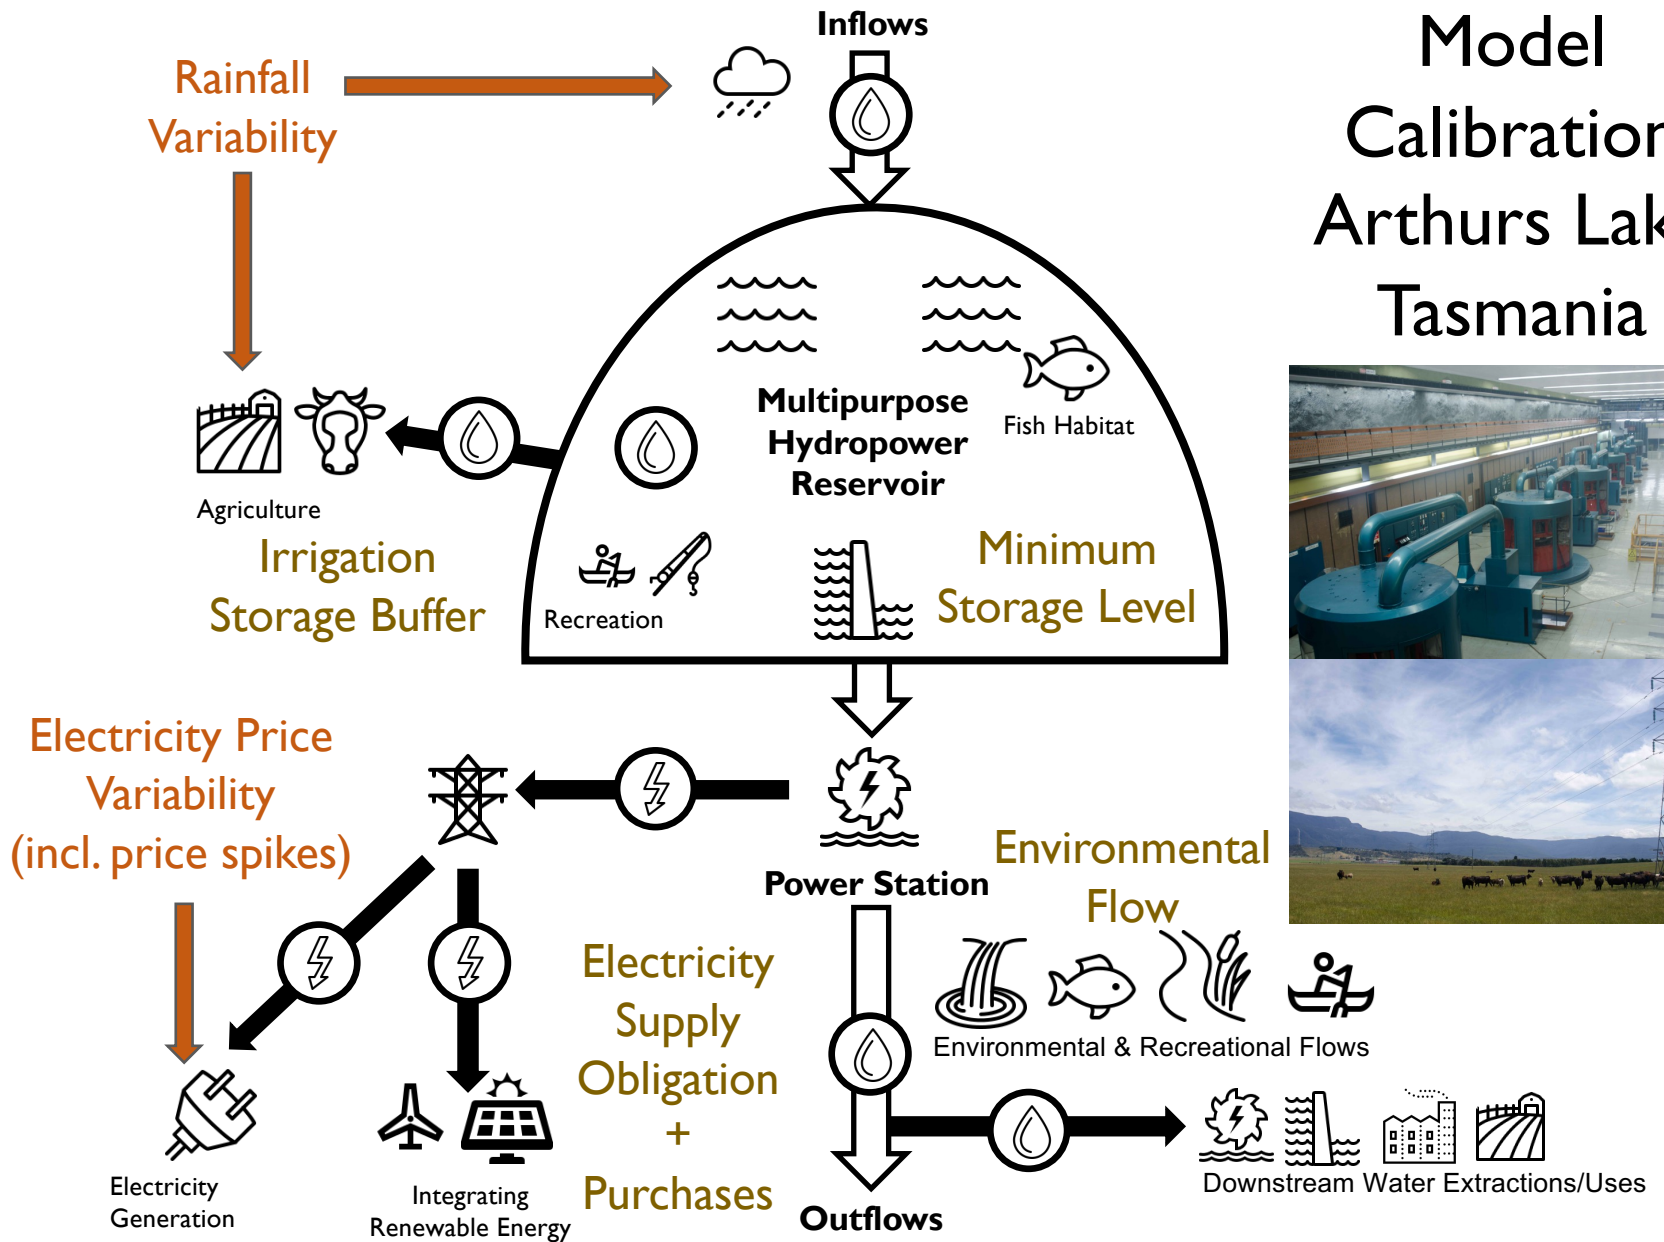 Inflows
Model
Calibration
Arthurs Lak
Tasmania
Rainfall
Variability
Multipurpose
Hydropower
Reservoir
Fish Habitat
Agriculture
Irrigation
Storage Buffer
Recreation
Minimum
Storage Level
Electricity Price
Variability
(incl. price spikes)
Power Station
Environmental
Flow
Electricity
Supply
Obligation
+
Purchases
Environmental & Recreational Flows
Downstream Water Extractions/Uses
Electricity
Generation
Integrating
Renewable Energy
Outflows